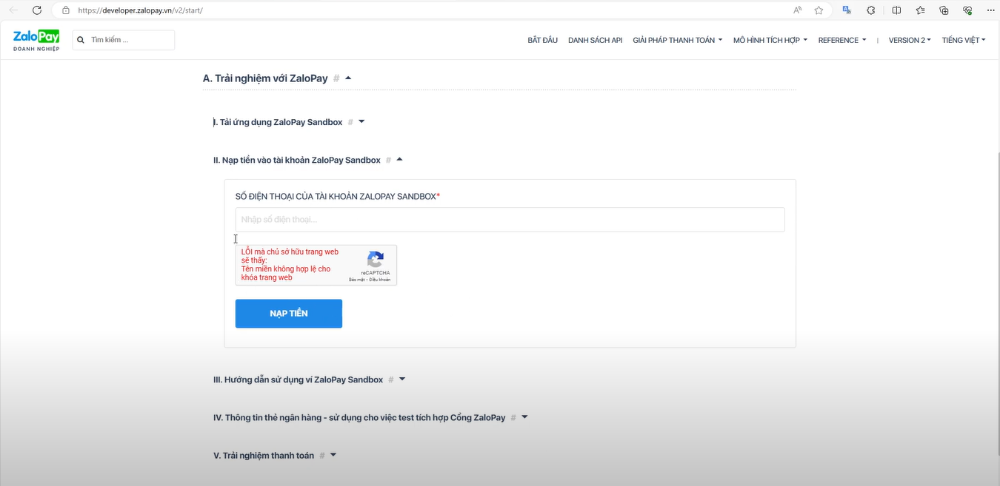 https://developer.zalopay.vn/v2/start/
ZaloPay
DOANH NGHIỆP
Tìm kiếm ...
BẮT ĐẦU DANH SÁCH API GIẢI PHÁP THANH TOÁN MÔ HÌNH TÍCH HỢP REFERENCE | VERSION 2 TIẾNG VIỆT
A. Trải nghiệm với ZaloPay #
I. Tải ứng dụng ZaloPay Sandbox #
II. Nạp tiền vào tài khoản ZaloPay Sandbox #
SỐ ĐIỆN THOẠI CỦA TÀI KHOẢN ZALOPAY SANDBOX*
Nhập số điện thoại...
LỖI mà chủ sở hữu trang web
sẽ thấy:
Tên miền không hợp lệ cho
khóa trang web
reCAPTCHA
Bảo mật - Điều khoản
NẠP TIỀN
III. Hướng dẫn sử dụng ví ZaloPay Sandbox #
IV. Thông tin thẻ ngân hàng - sử dụng cho việc test tích hợp Cổng ZaloPay #
V. Trải nghiệm thanh toán #